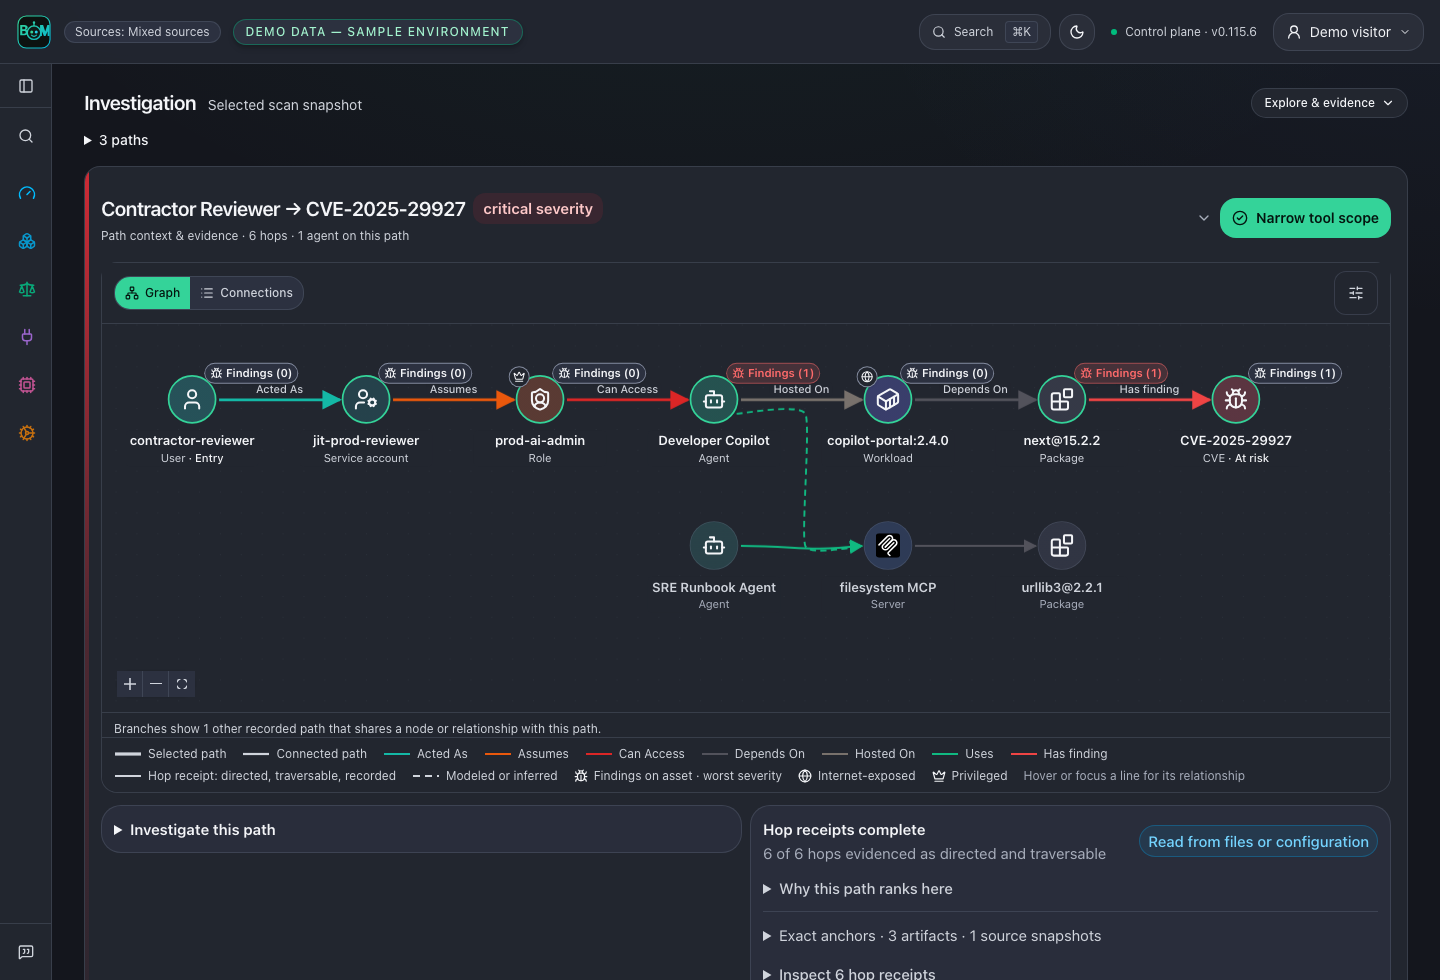 BOM
Sources: Mixed sources
DEMO DATA — SAMPLE ENVIRONMENT
Search
⌘K
Control plane · v0.115.6
Demo visitor
Investigation
Selected scan snapshot
Explore & evidence
3 paths
Contractor Reviewer → CVE-2025-29927
critical severity
Path context & evidence · 6 hops · 1 agent on this path
Narrow tool scope
Graph
Connections
Findings (0)
Findings (0)
Findings (0)
Findings (1)
Findings (0)
Findings (1)
Findings (1)
Acted As
Assumes
Can Access
Hosted On
Depends On
Has finding
contractor-reviewer
User · Entry
jit-prod-reviewer
Service account
prod-ai-admin
Role
Developer Copilot
Agent
copilot-portal:2.4.0
Workload
next@15.2.2
Package
CVE-2025-29927
CVE · At risk
SRE Runbook Agent
Agent
filesystem MCP
Server
urllib3@2.2.1
Package
Branches show 1 other recorded path that shares a node or relationship with this path.
Selected path
Connected path
Acted As
Assumes
Can Access
Depends On
Hosted On
Uses
Has finding
Hop receipt: directed, traversable, recorded
Modeled or inferred
Findings on asset · worst severity
Internet-exposed
Privileged
Hover or focus a line for its relationship
Investigate this path
Hop receipts complete
6 of 6 hops evidenced as directed and traversable
Read from files or configuration
Why this path ranks here
Exact anchors · 3 artifacts · 1 source snapshots
Inspect 6 hop receipts